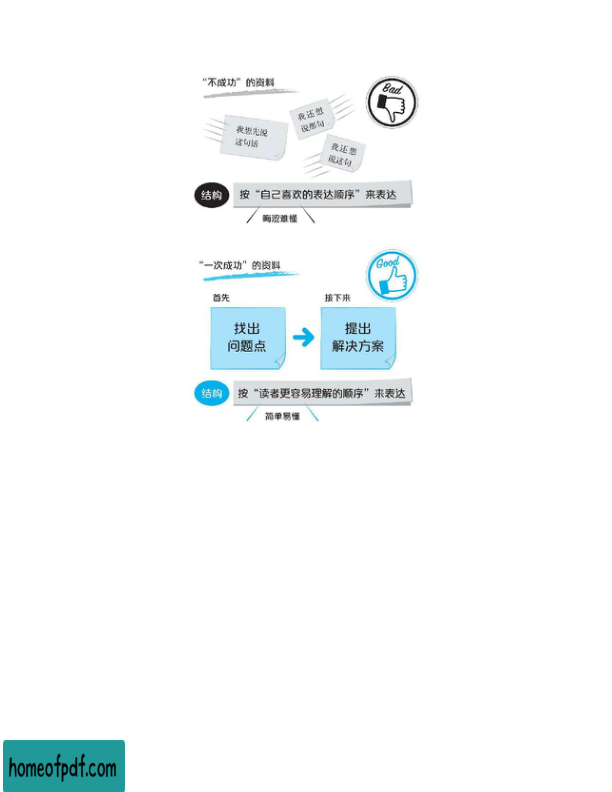 “不成功”的资料
Bad
我想先说
这句话
我还想
说那句
我还想
说这句
结构
按“自己喜欢的表达顺序”来表达
晦涩难懂
“一次成功”的资料
Good
首先
接下来
找出
问题点
提出
解决方案
结构
按“读者更容易理解的顺序”来表达
简单易懂
homeofpdf.com